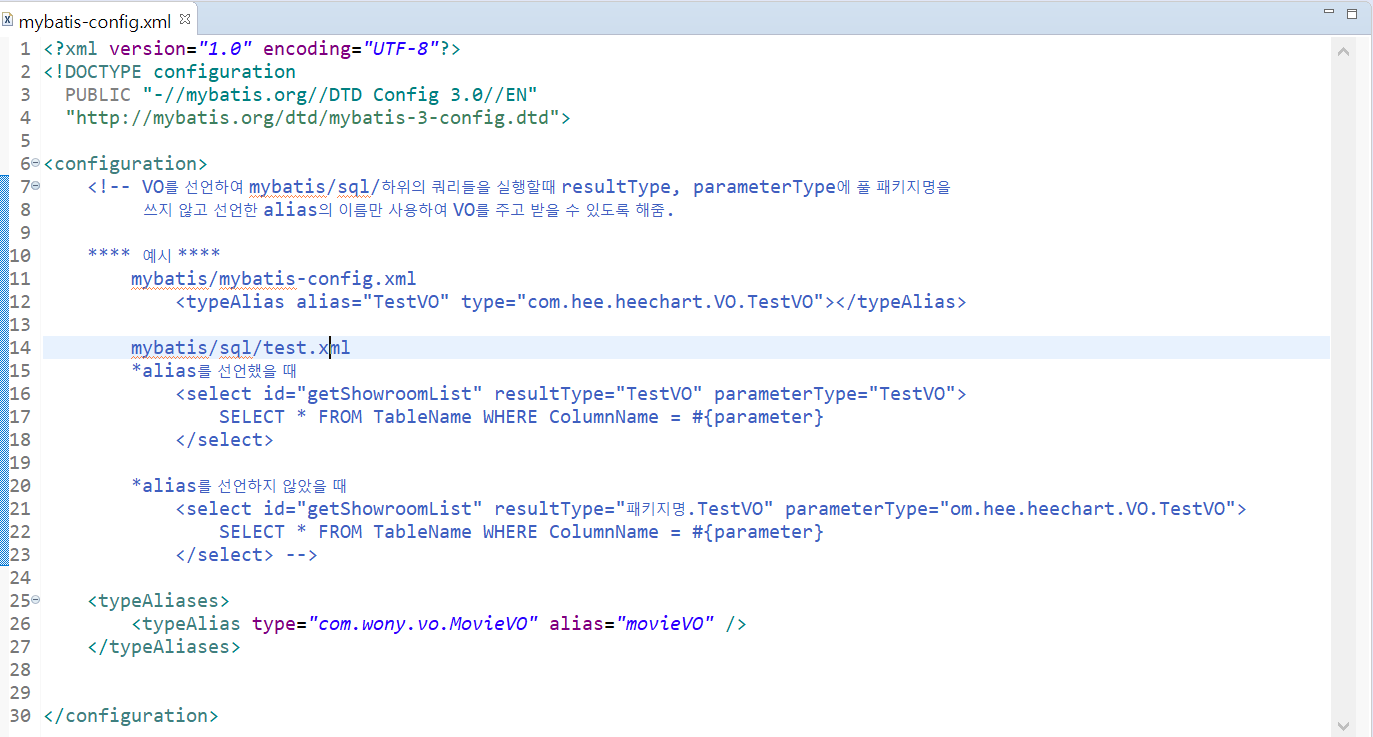 mybatis-config.xml
1 <?xml version="1.0" encoding="UTF-8"?>
2 <!DOCTYPE configuration
3 PUBLIC "-//mybatis.org//DTD Config 3.0//EN"
4 "http://mybatis.org/dtd/mybatis-3-config.dtd">
5
6 <configuration>
7 <!-- VO를 선언하여 mybatis/sql/하위의 쿼리들을 실행할때 resultType, parameterType에 풀 패키지명을
8 쓰지 않고 선언한 alias의 이름만 사용하여 VO를 주고 받을 수 있도록 해줌.
9
10 **** 예시 ****
11 mybatis/mybatis-config.xml
12 <typeAlias alias="TestVO" type="com.hee.heechart.VO.TestVO"></typeAlias>
13
14 mybatis/sql/test.xml
15 *alias를 선언했을 때
16 <select id="getShowroomList" resultType="TestVO" parameterType="TestVO">
17 SELECT * FROM TableName WHERE ColumnName = #{parameter}
18 </select>
19
20 *alias를 선언하지 않았을 때
21 <select id="getShowroomList" resultType="패키지명.TestVO" parameterType="om.hee.heechart.VO.TestVO">
22 SELECT * FROM TableName WHERE ColumnName = #{parameter}
23 </select> -->
24
25 <typeAliases>
26 <typeAlias type="com.wony.vo.MovieVO" alias="movieVO" />
27 </typeAliases>
28
29
30 </configuration>